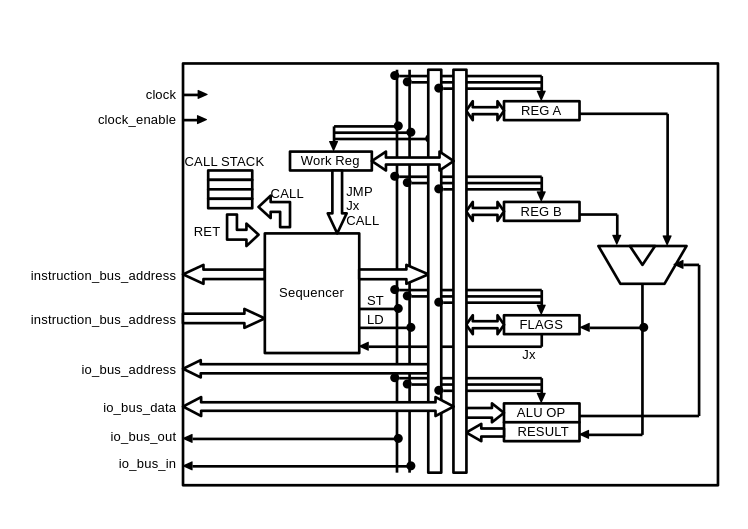 clock
REG A
clock_enable
CALL STACK
Work Reg
CALL
JMP
Jx
CALL
RET
REG B
instruction_bus_address
Sequencer
ST
instruction_bus_address
LD
FLAGS
Jx
io_bus_address
io_bus_data
ALU OP
RESULT
io_bus_out
io_bus_in